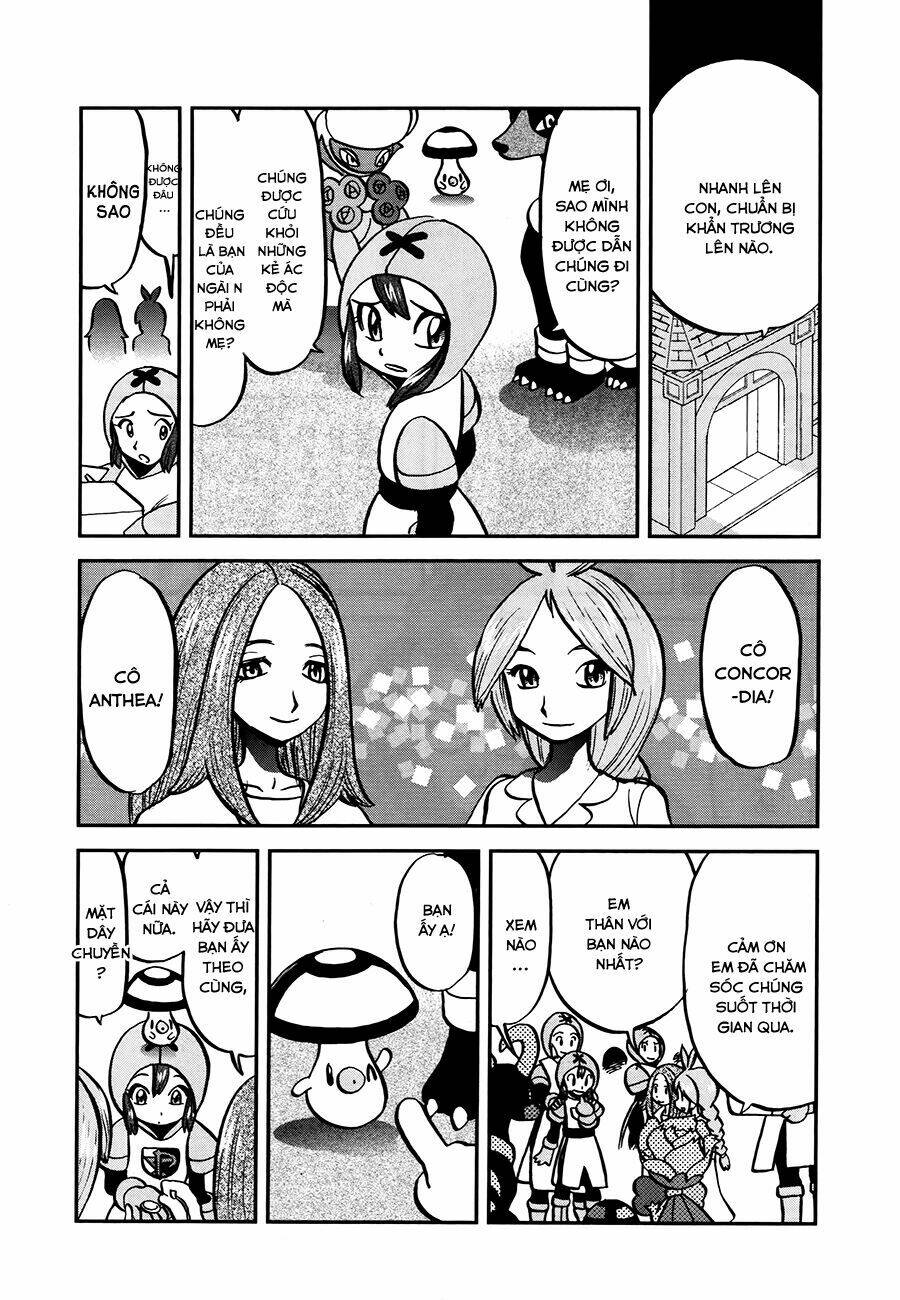 NHANH LÊN
CON, CHUẨN BỊ
KHẨN TRƯƠNG
LÊN NÀO.
MẸ ƠI,
SAO MÌNH
KHÔNG
ĐƯỢC DẪN
CHÚNG ĐI
CÙNG?
CHÚNG
ĐƯỢC
CỨU KHỎI
NHỮNG
KẺ ÁC
ĐỘC MÀ
CHÚNG
ĐỀU
LÀ BẠN
CỦA
NGÀI N
PHẢI
KHÔNG
MẸ?
KHÔNG
ĐƯỢC
ĐÂU
...
KHÔNG
SAO
CÔ
CONCOR
-DIA!
CÔ
ANTHEA!
CẢM ƠN
EM ĐÃ CHĂM
SÓC CHÚNG
SUỐT THỜI
GIAN QUA.
EM
THÂN VỚI
BẠN NÀO
NHẤT?
XEM
NÀO
...
BẠN
ẤY Ạ!
VẬY THÌ
HÃY ĐƯA
BẠN ẤY
THEO
CÙNG,
CẢ
CÁI NÀY
NỮA.
MẶT
DÂY
CHUYỀN
?